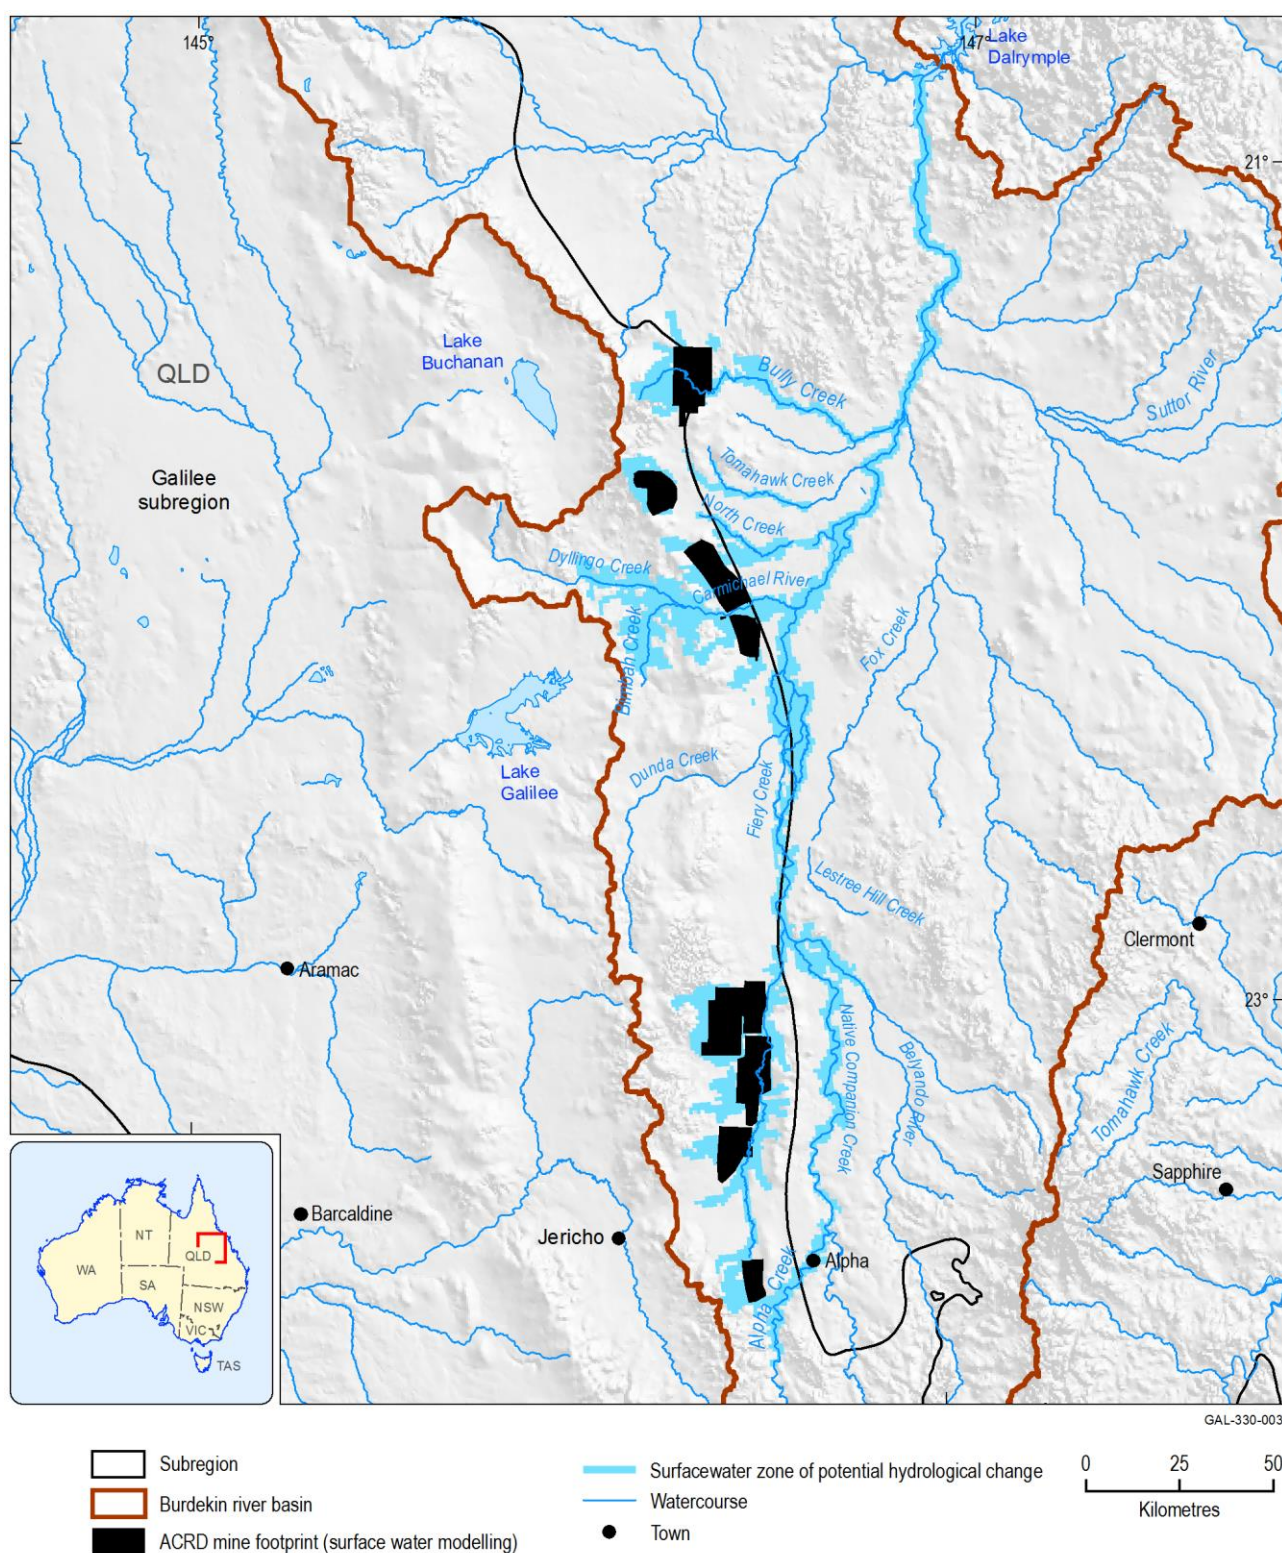 145°
147°
Lake
Dalrymple
21°
Lake
Buchanan
QLD
Bully Creek
Suttor River
Galilee
subregion
Tomahawk Creek
North Creek
Dyllingo Creek
Carmichael River
Bimbah Creek
Fox Creek
Lake
Galilee
Dunda Creek
Fiery Creek
Lestree Hill Creek
Clermont
Aramac
23°
Native Companion Creek
Belyando River
Tomahawk Creek
Sapphire
Barcaldine
Jericho
Alpha
Alpha Creek
NT
QLD
WA
SA
NSW
VIC
TAS
GAL-330-003
Subregion
Burdekin river basin
ACRD mine footprint (surface water modelling)
Surfacewater zone of potential hydrological change
Watercourse
Town
0 25 50
Kilometres